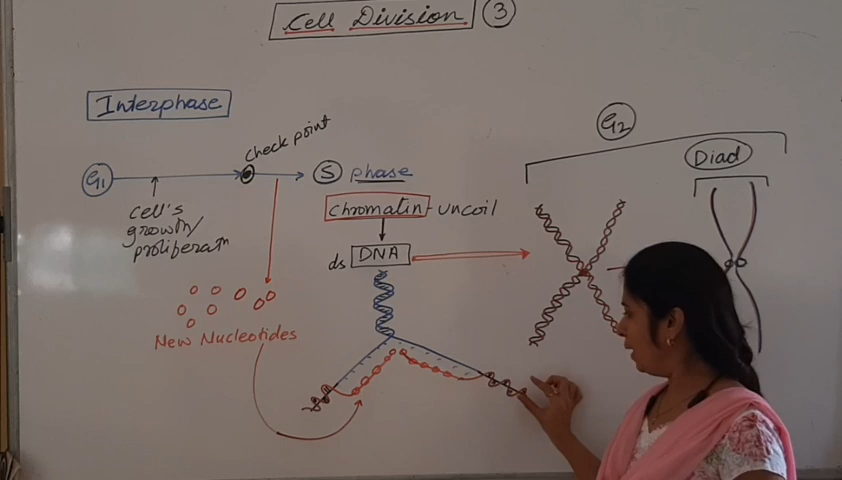 Cell Division 3
Interphase
check point
G1
S phase
G2
Diad
cell's
growth/
proliferatn
chromatin - uncoil
ds DNA
New Nucleotides